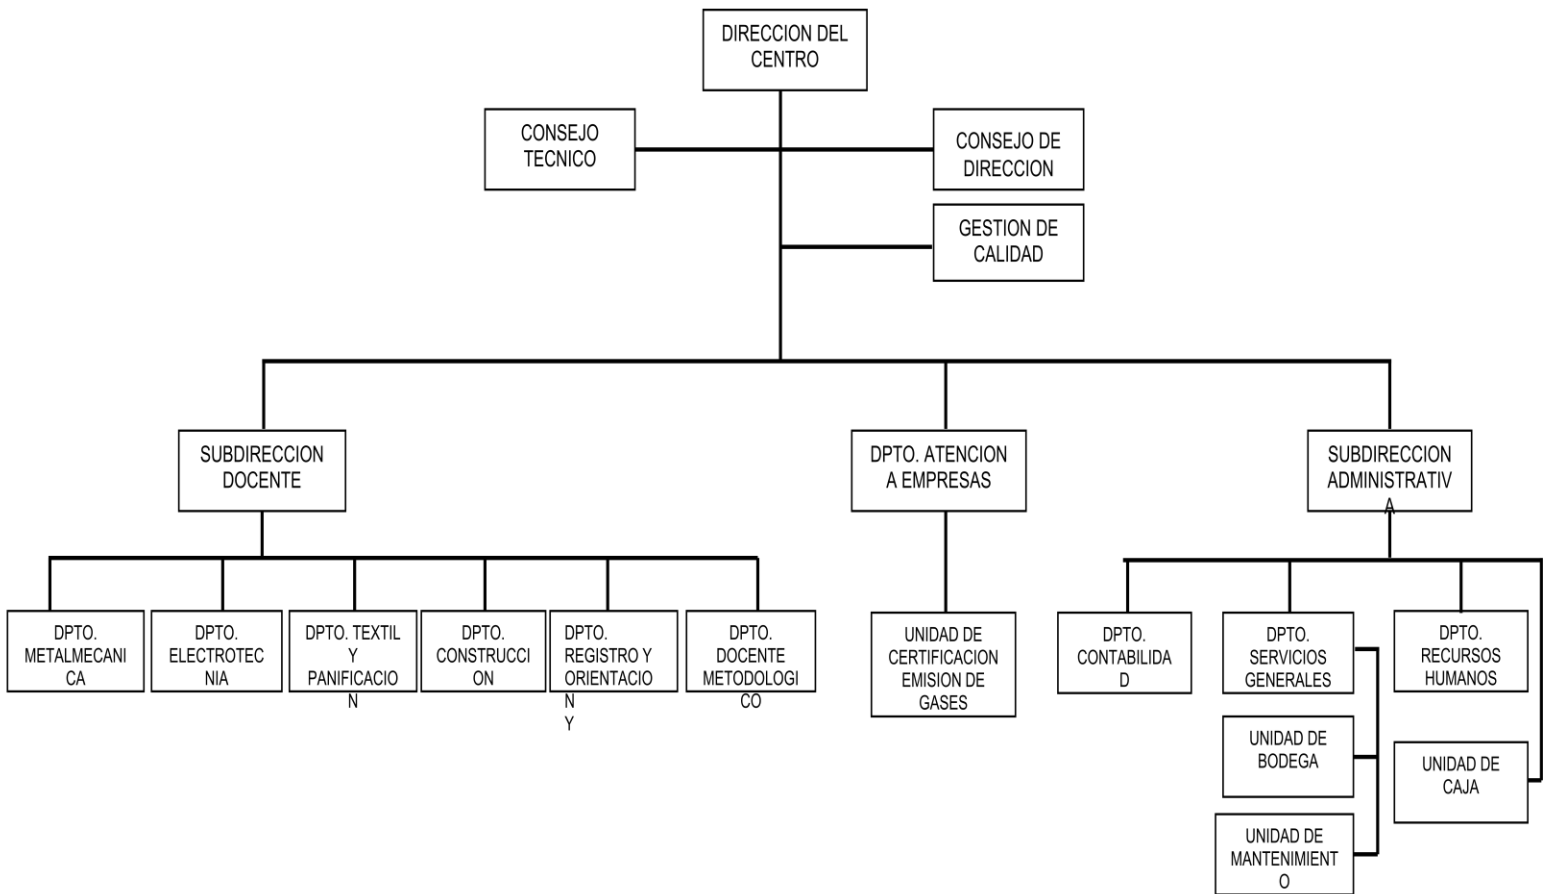 DIRECCION DEL
CENTRO
CONSEJO
TECNICO
CONSEJO DE
DIRECCION
GESTION DE
CALIDAD
SUBDIRECCION
DOCENTE
DPTO. ATENCION
A EMPRESAS
SUBDIRECCION
ADMINISTRATIV
A
DPTO.
METALMECANI
CA
DPTO.
ELECTROTEC
NIA
DPTO. TEXTIL
Y
PANIFICACIO
N
DPTO.
CONSTRUCCI
ON
DPTO.
REGISTRO Y
ORIENTACIO
N
Y
DPTO.
DOCENTE
METODOLOGI
CO
UNIDAD DE
CERTIFICACION
EMISION DE
GASES
DPTO.
CONTABILIDA
D
DPTO.
SERVICIOS
GENERALES
DPTO.
RECURSOS
HUMANOS
UNIDAD DE
BODEGA
UNIDAD DE
CAJA
UNIDAD DE
MANTENIMIENT
O